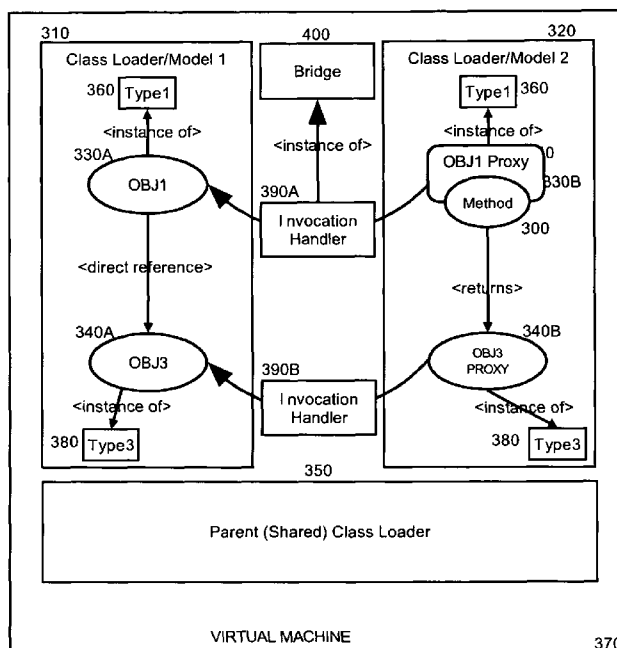 310
400
320
Class Loader/Model 1
Bridge
Class Loader/Model 2
360
Type1
Type1
360
<instance of>
<instance of>
<instance of>
330A
OBJ1
390A
OBJ1 Proxy
0
330B
Method
300
Invocation
Handler
<direct reference>
<returns>
340A
340B
OBJ3
OBJ3
PROXY
390B
Invocation
Handler
<instance of>
<instance of>
380
Type3
380
Type3
350
Parent (Shared) Class Loader
VIRTUAL MACHINE
370